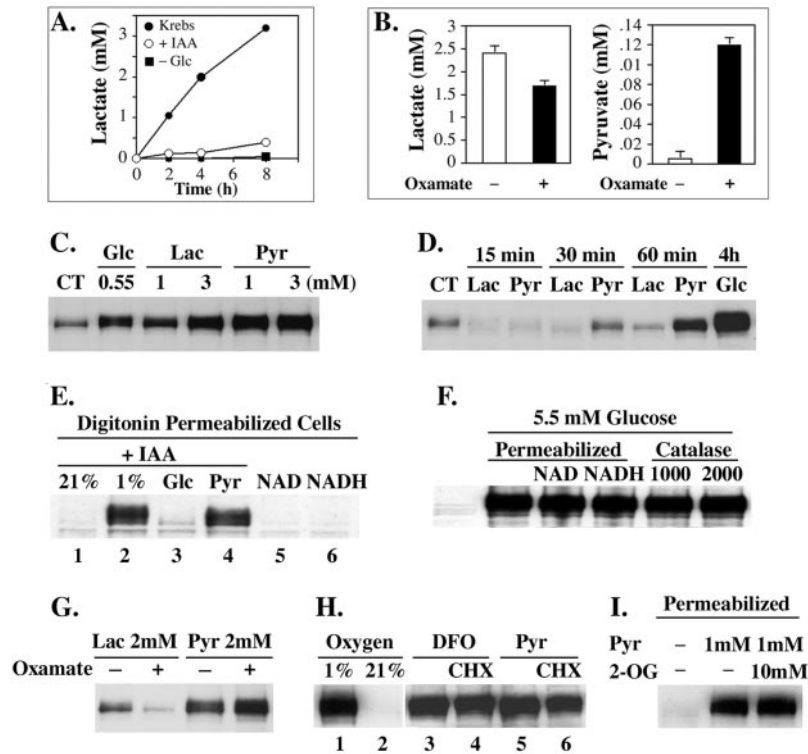 A.
Lactate (mM)
3
2
1
0
Krebs
+ IAA
– Glc
0 2 4 6 8
Time (h)
B.
Lactate (mM)
3
2.5
2
1.5
1
0.5
0
Oxamate – +
Pyruvate (mM)
.14
.12
.12
.04
.06
.04
.02
0
Oxamate – +
C.
Glc Lac Pyr
CT 0.55 1 3 1 3 (mM)
D.
15 min 30 min 60 min 4h
CT Lac Pyr Lac Pyr Lac Pyr Glc
E.
Digitonin Permeabilized Cells
+ IAA
21% 1% Glc Pyr NAD NADH
1 2 3 4 5 6
F.
5.5 mM Glucose
Permeabilized Catalase
NAD NADH 1000 2000
G.
Lac 2mM Pyr 2mM
Oxamate – + – +
H.
Oxygen DFO Pyr
1% 21% CHX CHX
1 2 3 4 5 6
I.
Permeabilized
Pyr – 1mM 1mM
2-OG – – 10mM